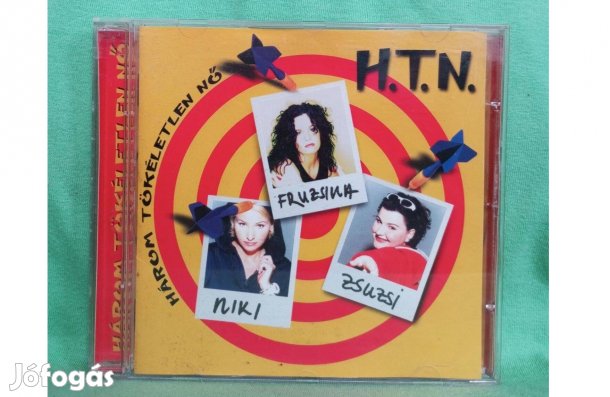 HÁROM TÖKÉLETLEN NŐ
H.T.N.
HÁROM TÖKÉLETLEN NŐ
FRUZSINA
NIKI
ZSUZSI
Jófogás